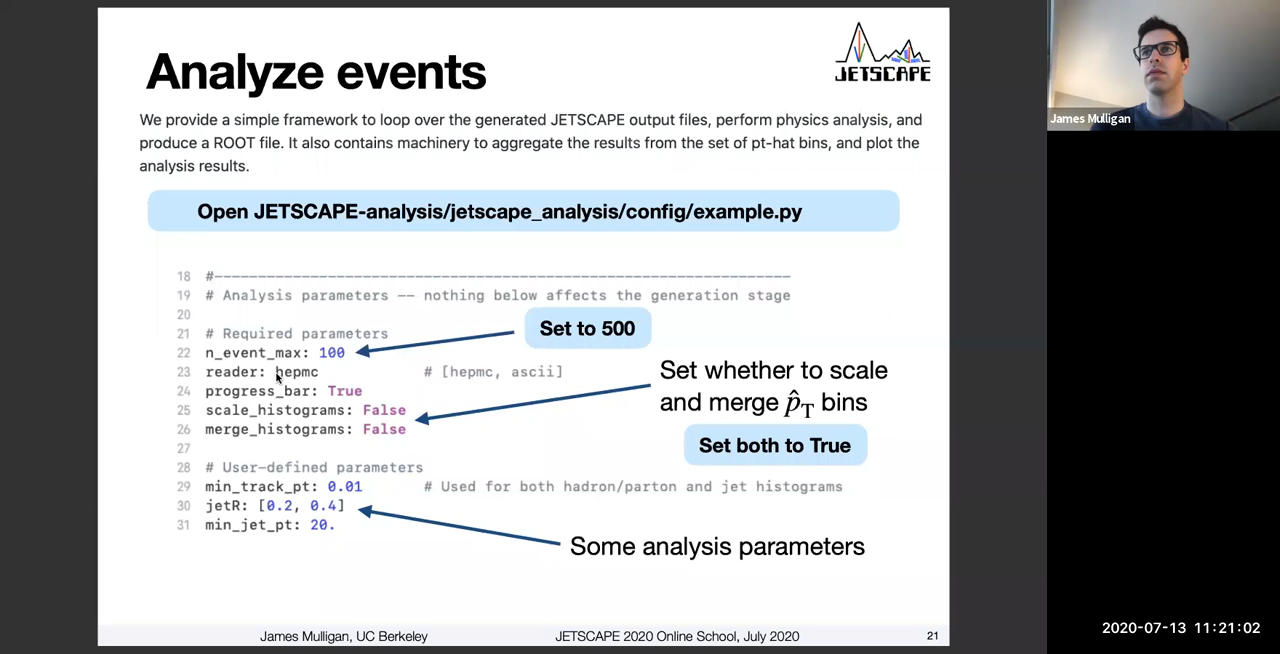 Analyze events
JETSCAPE
We provide a simple framework to loop over the generated JETSCAPE output files, perform physics analysis, and
produce a ROOT file. It also contains machinery to aggregate the results from the set of pt-hat bins, and plot the
analysis results.
Open JETSCAPE-analysis/jetscape_analysis/config/example.py
18 #------------------------------------------------------------------
19 # Analysis parameters -- nothing below affects the generation stage
20
21 # Required parameters
Set to 500
22 n_event_max: 100
23 reader: hepmc # [hepmc, ascii]
24 progress_bar: True
25 scale_histograms: False
26 merge_histograms: False
Set whether to scale
and merge p̂T bins
Set both to True
27
28 # User-defined parameters
29 min_track_pt: 0.01 # Used for both hadron/parton and jet histograms
30 jetR: [0.2, 0.4]
31 min_jet_pt: 20.
Some analysis parameters
James Mulligan, UC Berkeley JETSCAPE 2020 Online School, July 2020 21
James Mulligan
2020-07-13 11:21:02